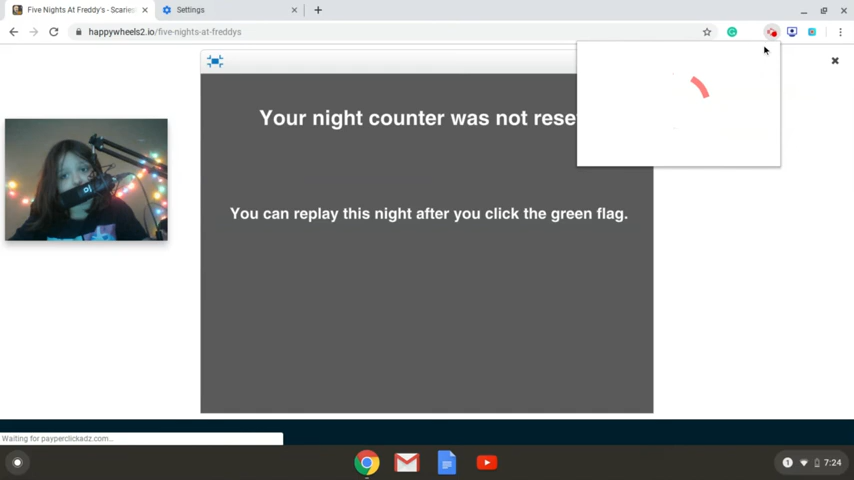 Five Nights At Freddy's - Scaries
Settings
happywheels2.io/five-nights-at-freddys
Your night counter was not rese
You can replay this night after you click the green flag.
Waiting for payperclickadz.com...
1
7:24